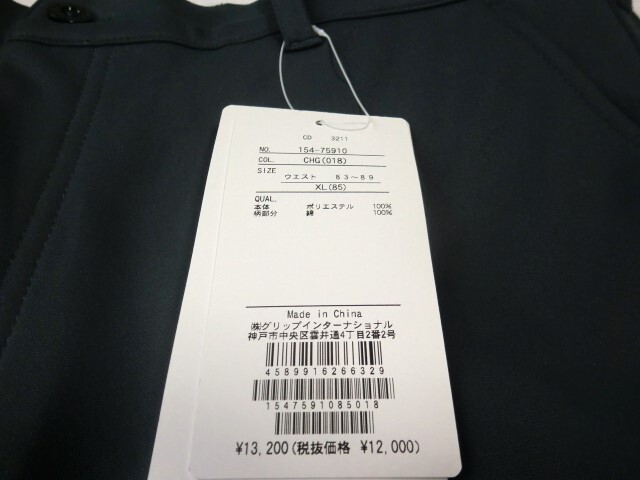 CD 3211
NO. 154-75910
COL. CHG(018)
SIZE
ウエスト 83～89
XL(85)
QUAL.
本体 ポリエステル 100%
柄部分 綿 100%
Made in China
㈱グリップインターナショナル
神戸市中央区雲井通4丁目2番2号
4589916266329
1547591085018
¥13,200(税抜価格 ¥12,000)